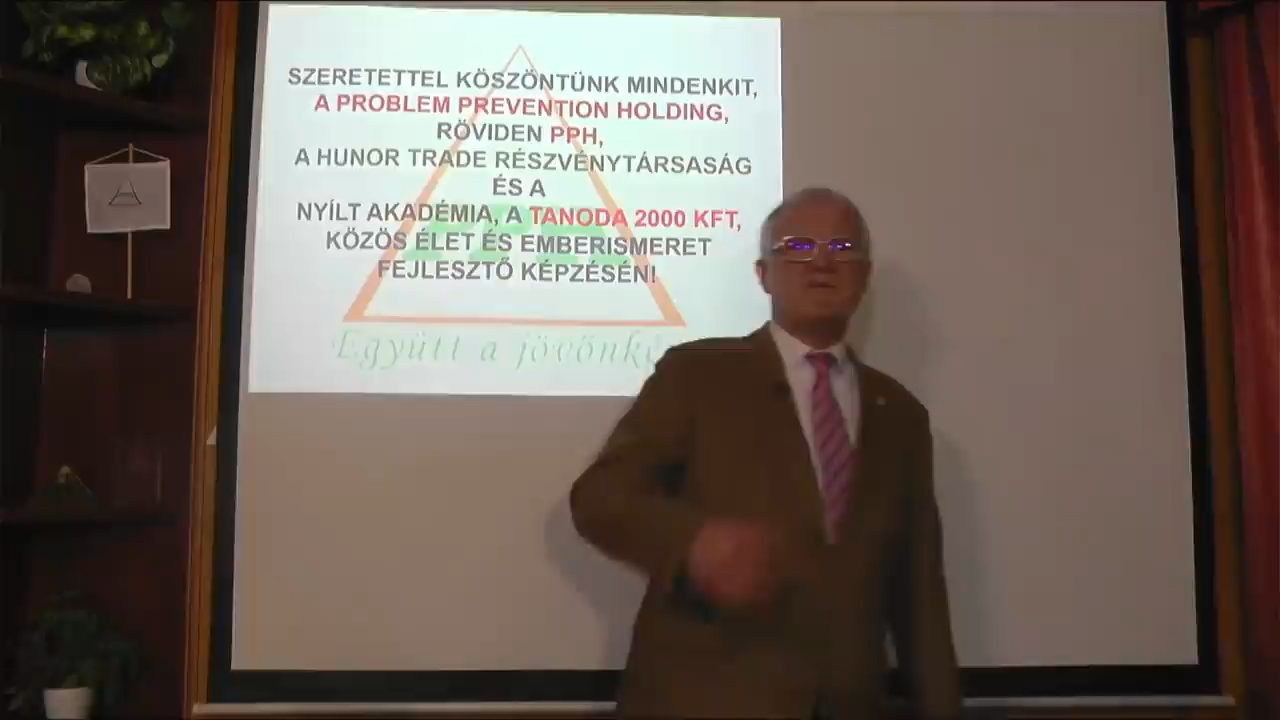 SZERETETTEL KÖSZÖNTÜNK MINDENKIT,
A PROBLEM PREVENTION HOLDING,
RÖVIDEN PPH,
A HUNOR TRADE RÉSZVÉNYTÁRSASÁG
ÉS A
NYÍLT AKADÉMIA, A TANODA 2000 KFT,
KÖZÖS ÉLET ÉS EMBERISMERET
FEJLESZTŐ KÉPZÉSÉN!
Együtt a